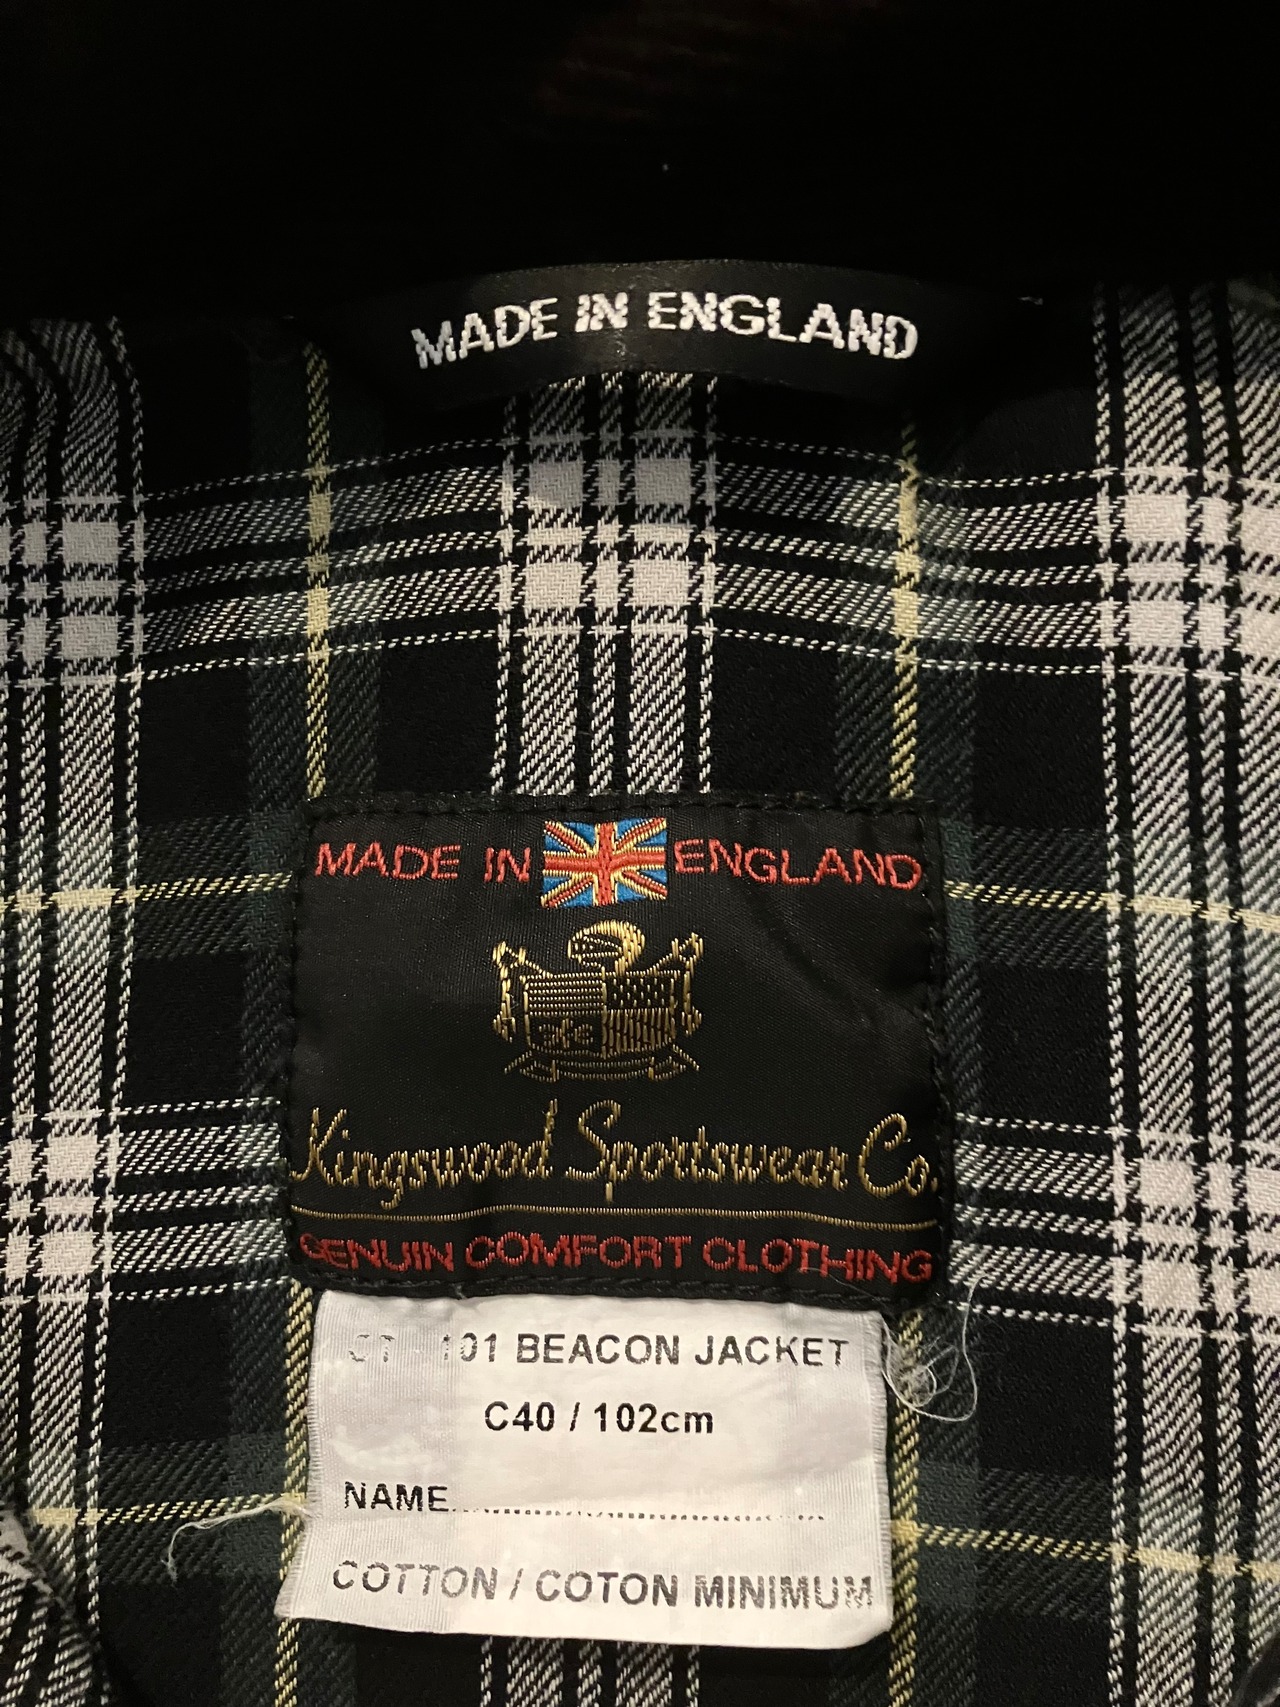 MADE IN ENGLAND
MADE IN ENGLAND
Kingswood Sportswear Co.
GENUIN COMFORT CLOTHING
101 BEACON JACKET
C40 / 102cm
NAME
COTTON / COTON MINIMUM